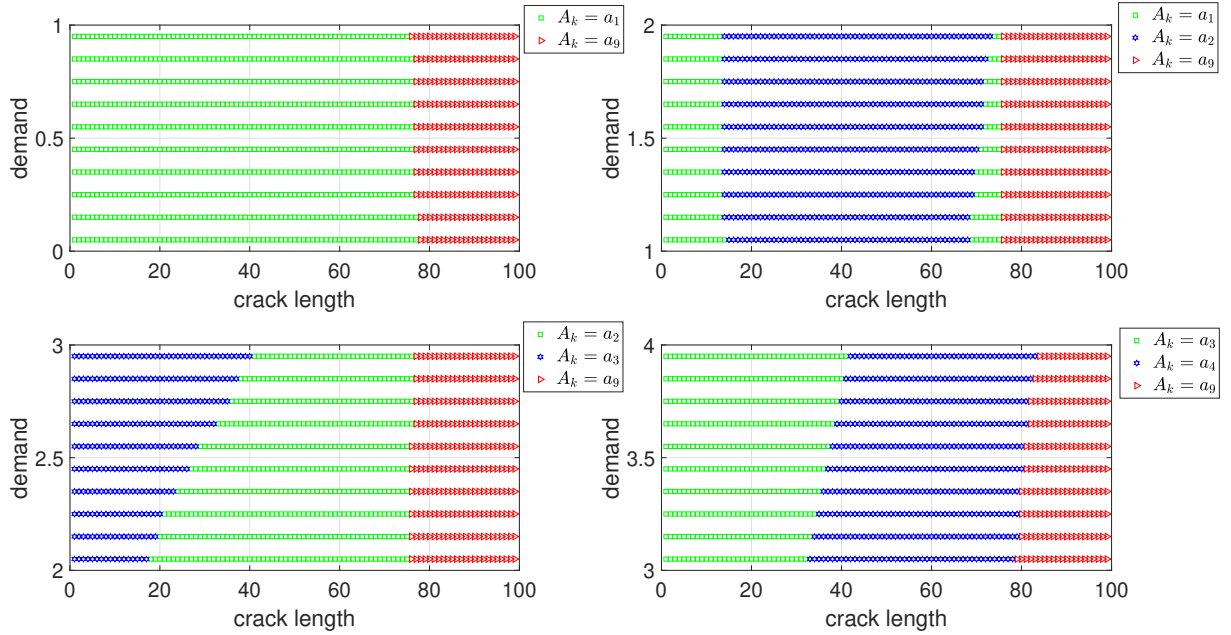 1
0.5
0
demand
0
20
40
60
80
100
crack length
A_k = a_1
A_k = a_9
2
1.5
1
demand
0
20
40
60
80
100
crack length
A_k = a_1
A_k = a_2
A_k = a_9
3
2.5
2
demand
0
20
40
60
80
100
crack length
A_k = a_2
A_k = a_3
A_k = a_9
4
3.5
3
demand
0
20
40
60
80
100
crack length
A_k = a_3
A_k = a_4
A_k = a_9